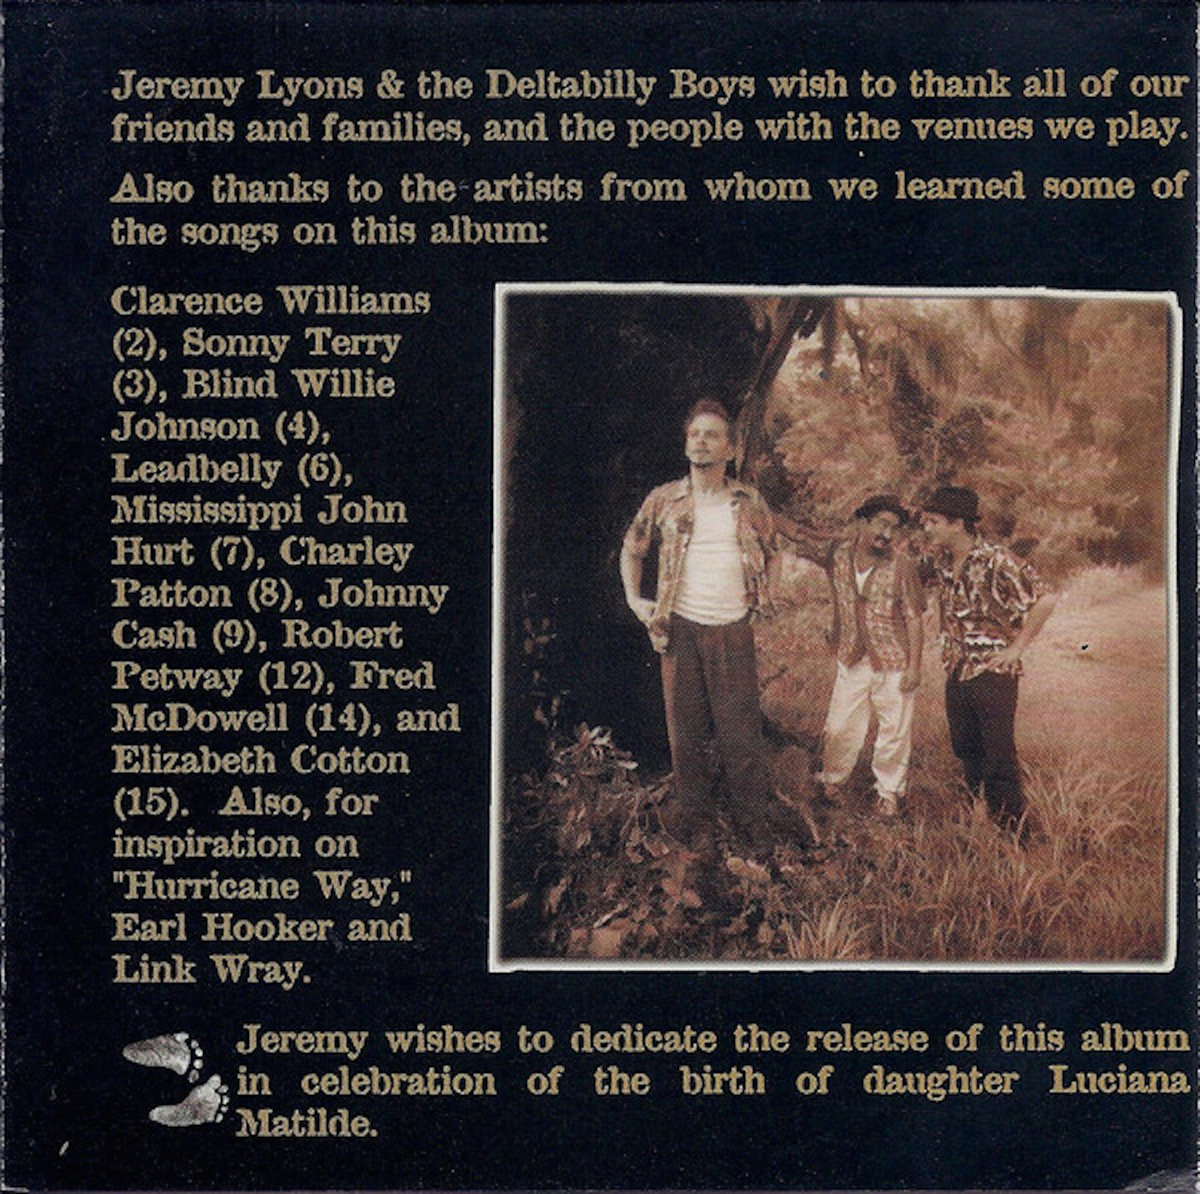 Jeremy Lyons & the Deltabilly Boys wish to thank all of our
friends and families, and the people with the venues we play.
Also thanks to the artists from whom we learned some of
the songs on this album:
Clarence Williams
(2), Sonny Terry
(3), Blind Willie
Johnson (4),
Leadbelly (6),
Mississippi John
Hurt (7), Charley
Patton (8), Johnny
Cash (9), Robert
Petway (12), Fred
McDowell (14), and
Elizabeth Cotton
(15). Also, for
inspiration on
"Hurricane Way,"
Earl Hooker and
Link Wray.
Jeremy wishes to dedicate the release of this album
in celebration of the birth of daughter Luciana
Matilde.